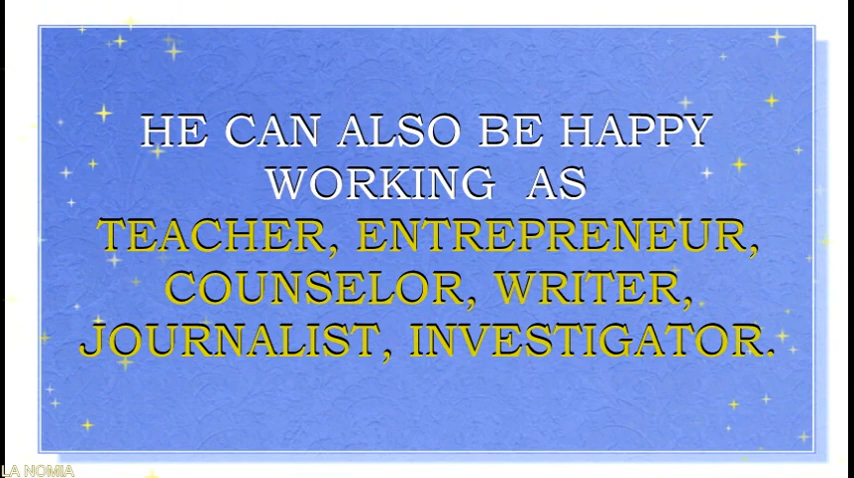 HE CAN ALSO BE HAPPY
WORKING AS
TEACHER, ENTREPRENEUR,
COUNSELOR, WRITER,
JOURNALIST, INVESTIGATOR.
LA NOMIA